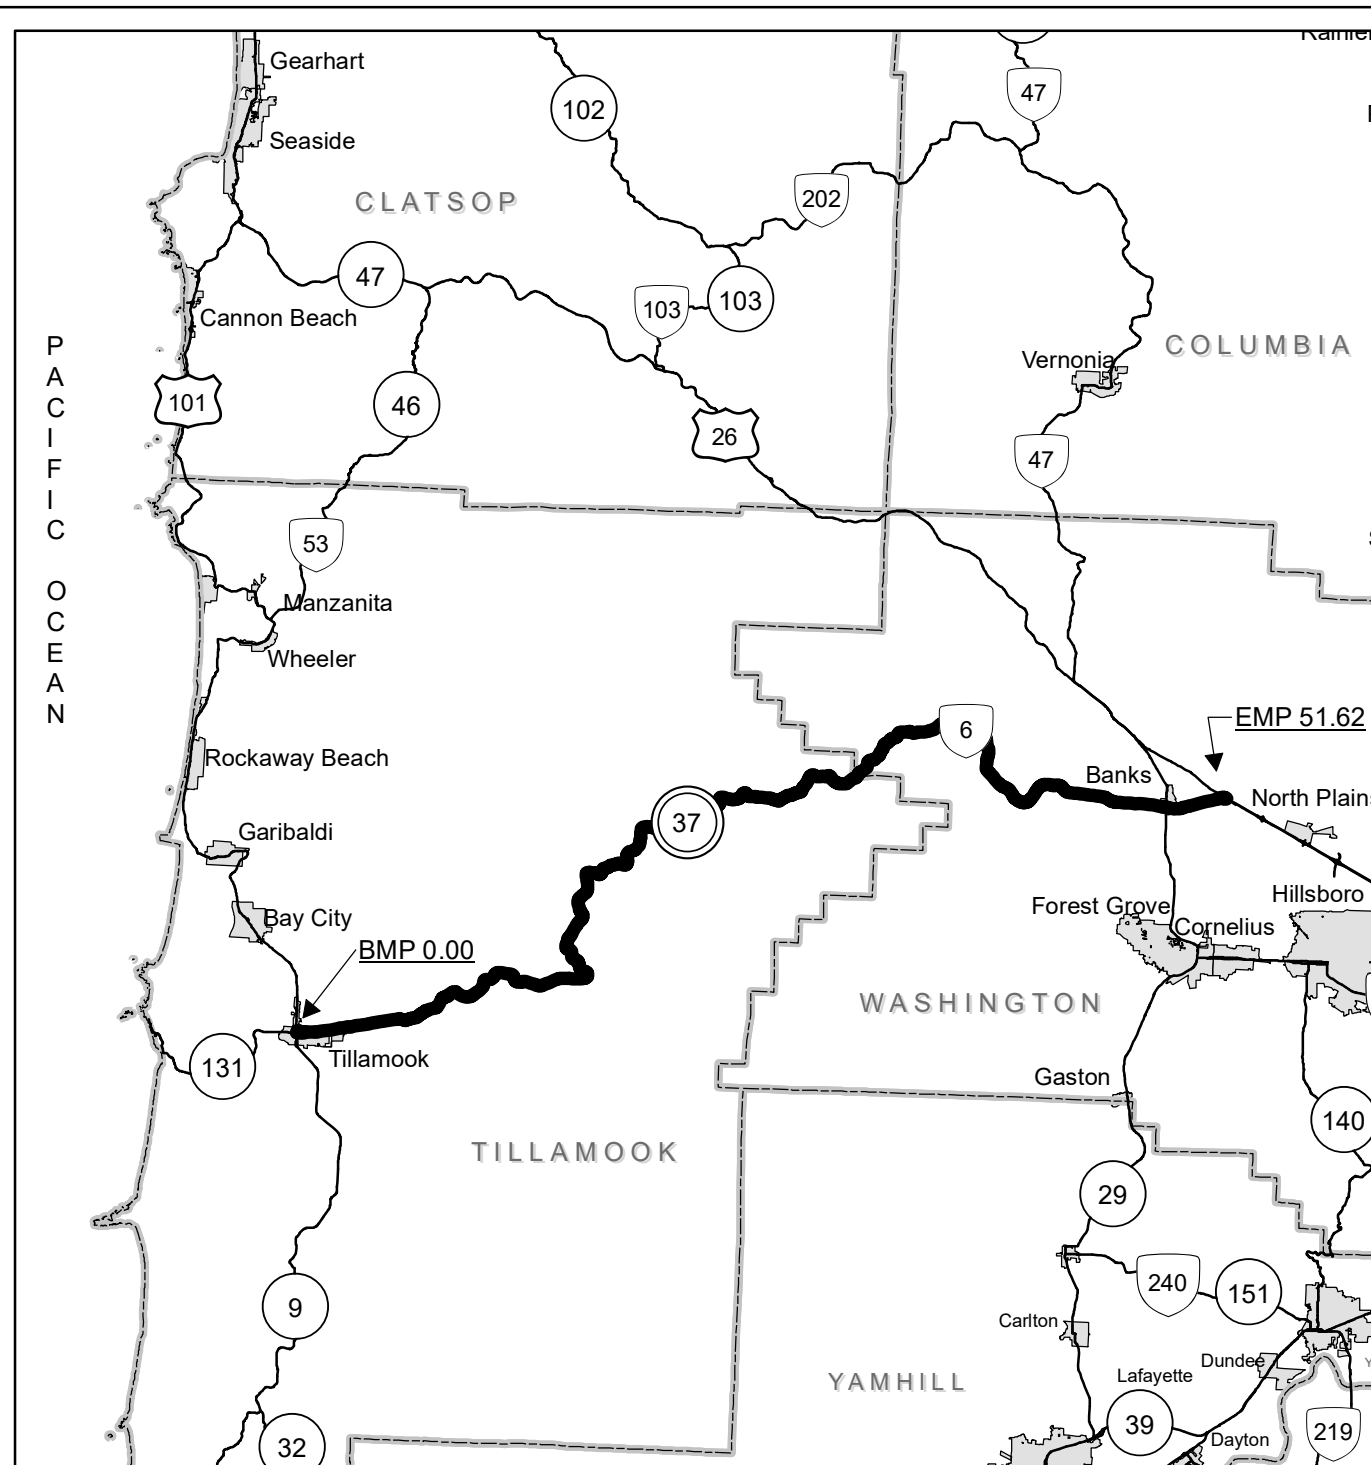 Gearhart
47
102
Seaside
202
CLATSOP
47
103
103
Cannon Beach
COLUMBIA
Vernonia
PACIFIC OCEAN
101
46
26
47
53
Manzanita
Wheeler
6
EMP 51.62
Rockaway Beach
Banks
North Plains
37
Garibaldi
Hillsboro
Forest Grove
Bay City
Cornelius
BMP 0.00
WASHINGTON
Tillamook
131
Gaston
140
TILLAMOOK
29
240
151
9
Carlton
Dundee
YAMHILL
Lafayette
39
219
Dayton
32